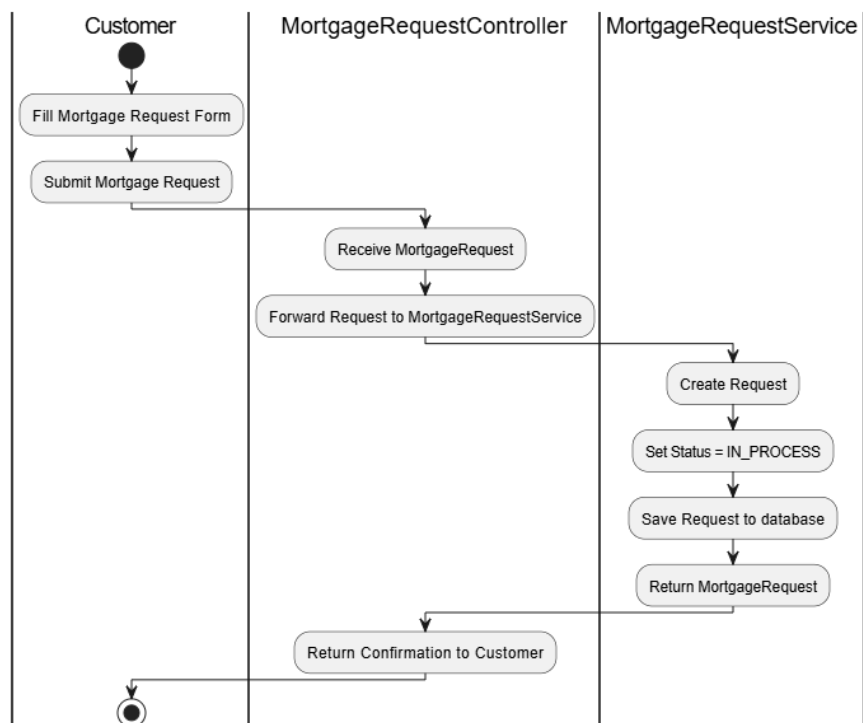 Customer
MortgageRequestController
MortgageRequestService
Fill Mortgage Request Form
Submit Mortgage Request
Receive MortgageRequest
Forward Request to MortgageRequestService
Create Request
Set Status = IN_PROCESS
Save Request to database
Return MortgageRequest
Return Confirmation to Customer